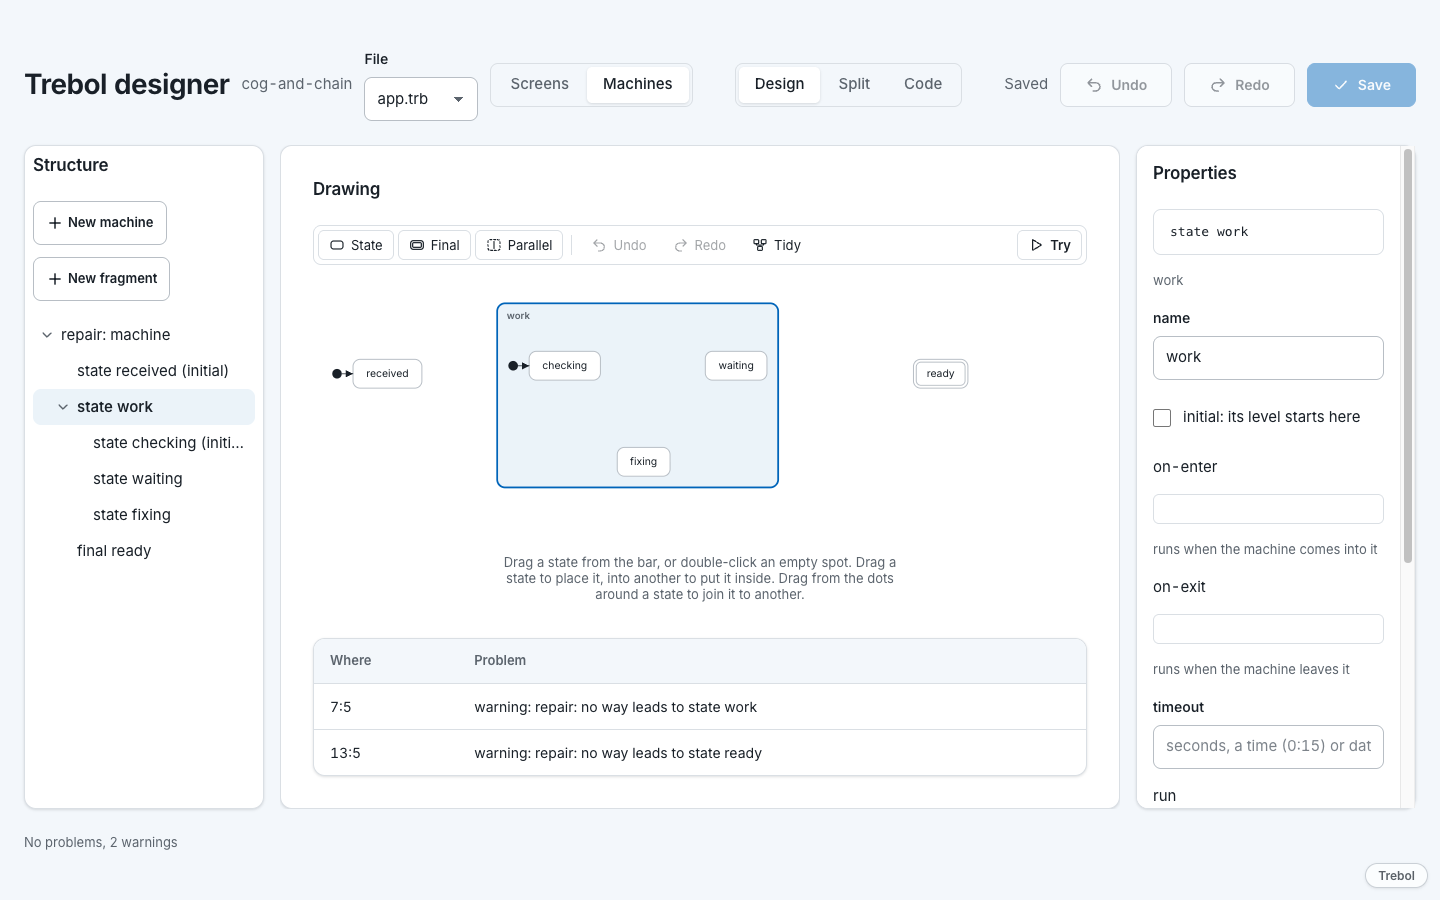 Trebol designer
cog-and-chain
File
app.trb
Screens
Machines
Design
Split
Code
Saved
Undo
Redo
Save
Structure
New machine
New fragment
repair: machine
state received (initial)
state work
state checking (initi...
state waiting
state fixing
final ready
Drawing
State
Final
Parallel
Undo
Redo
Tidy
Try
received
work
checking
waiting
fixing
ready
Drag a state from the bar, or double-click an empty spot. Drag a
state to place it, into another to put it inside. Drag from the dots
around a state to join it to another.
Where Problem
7:5 warning: repair: no way leads to state work
13:5 warning: repair: no way leads to state ready
Properties
state work
work
name
work
initial: its level starts here
on-enter
runs when the machine comes into it
on-exit
runs when the machine leaves it
timeout
seconds, a time (0:15) or dat
run
No problems, 2 warnings
Trebol